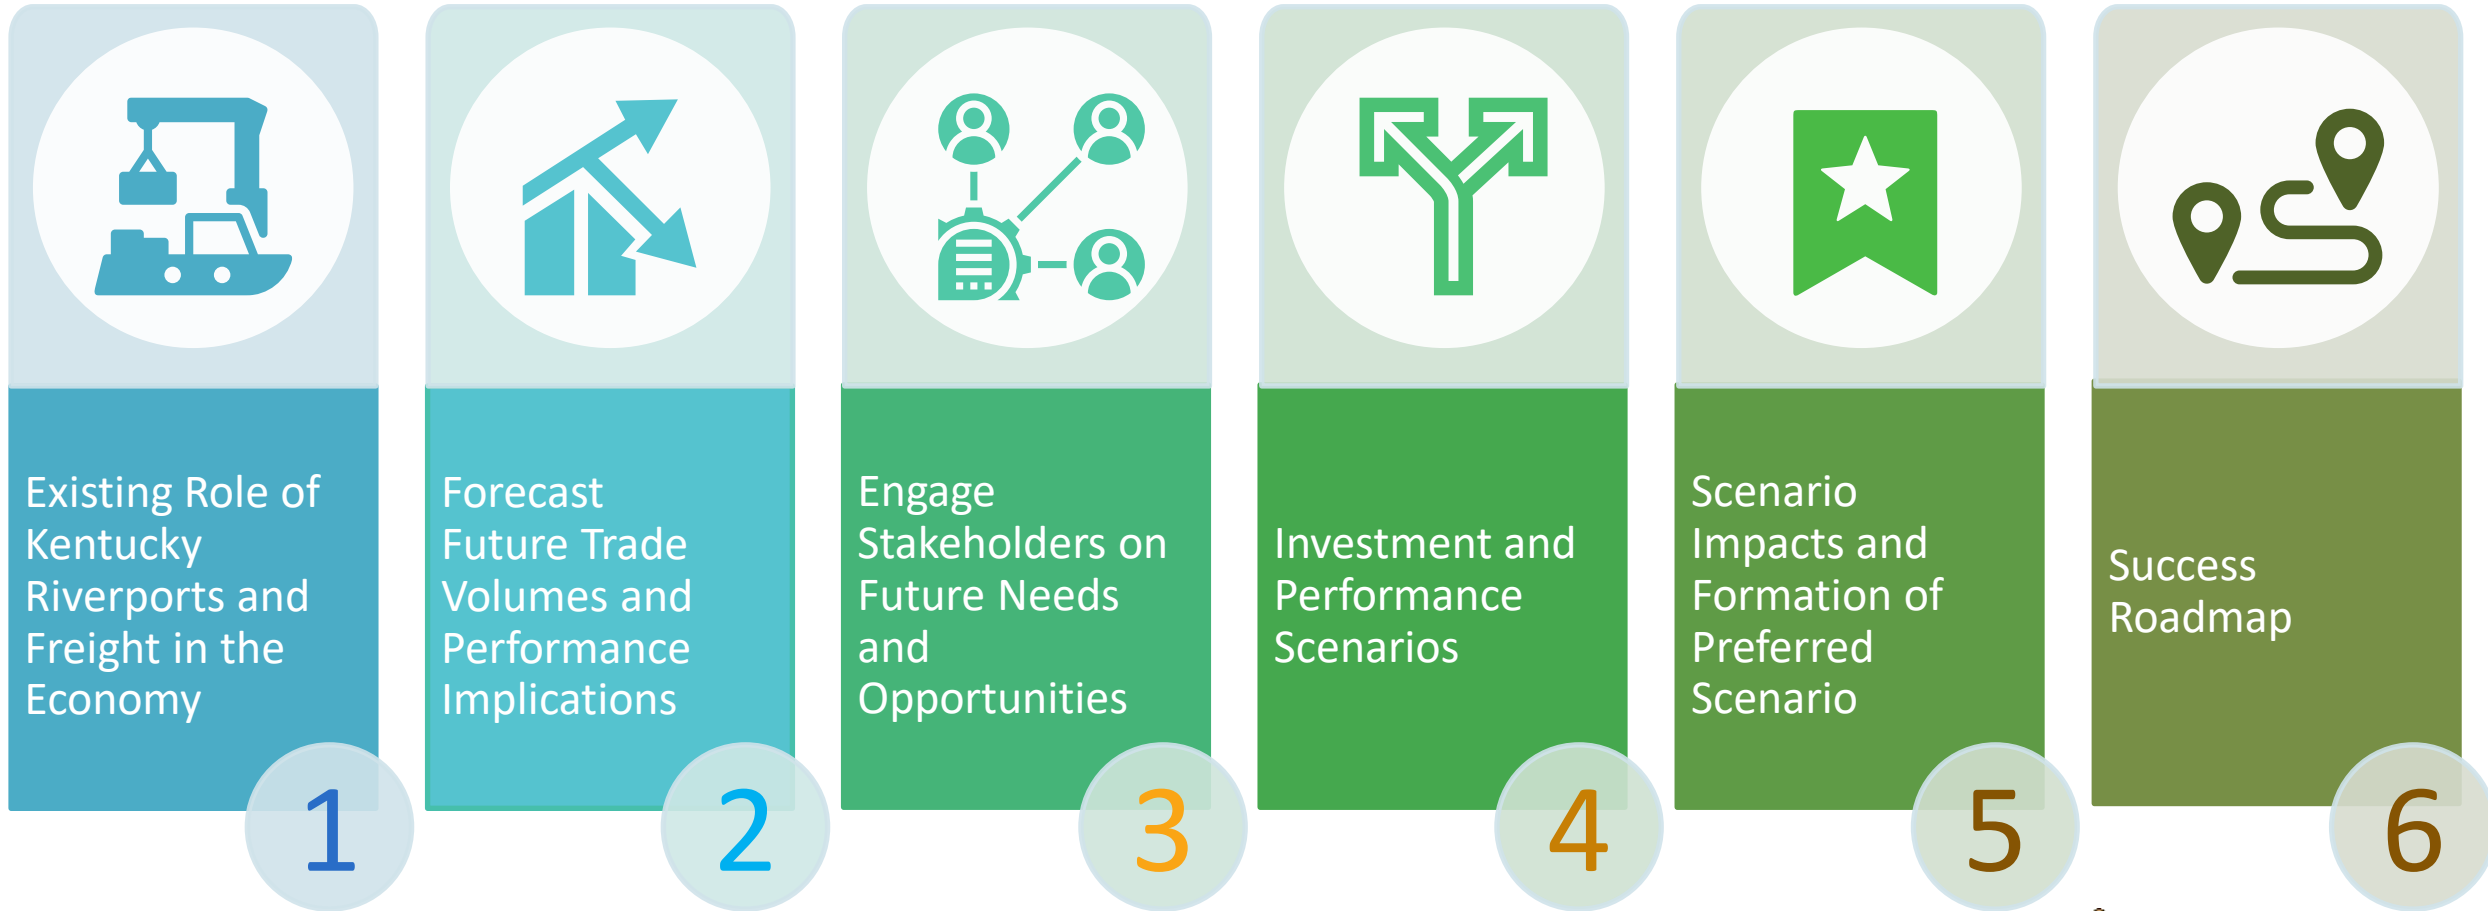 Existing Role of
Kentucky
Riverports and
Freight in the
Economy
1
Forecast
Future Trade
Volumes and
Performance
Implications
2
Engage
Stakeholders on
Future Needs
and
Opportunities
3
Investment and
Performance
Scenarios
4
Scenario
Impacts and
Formation of
Preferred
Scenario
5
Success
Roadmap
6